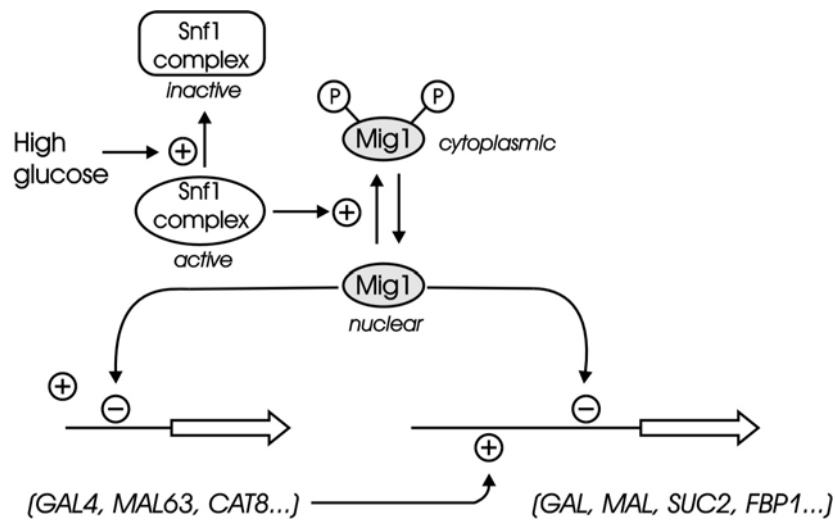 Snf1
complex
inactive
P
P
Mig1
cytoplasmic
High
glucose
+
Snf1
complex
active
+
Mig1
nuclear
+
−
−
+
(GAL4, MAL63, CAT8...)
(GAL, MAL, SUC2, FBP1...)